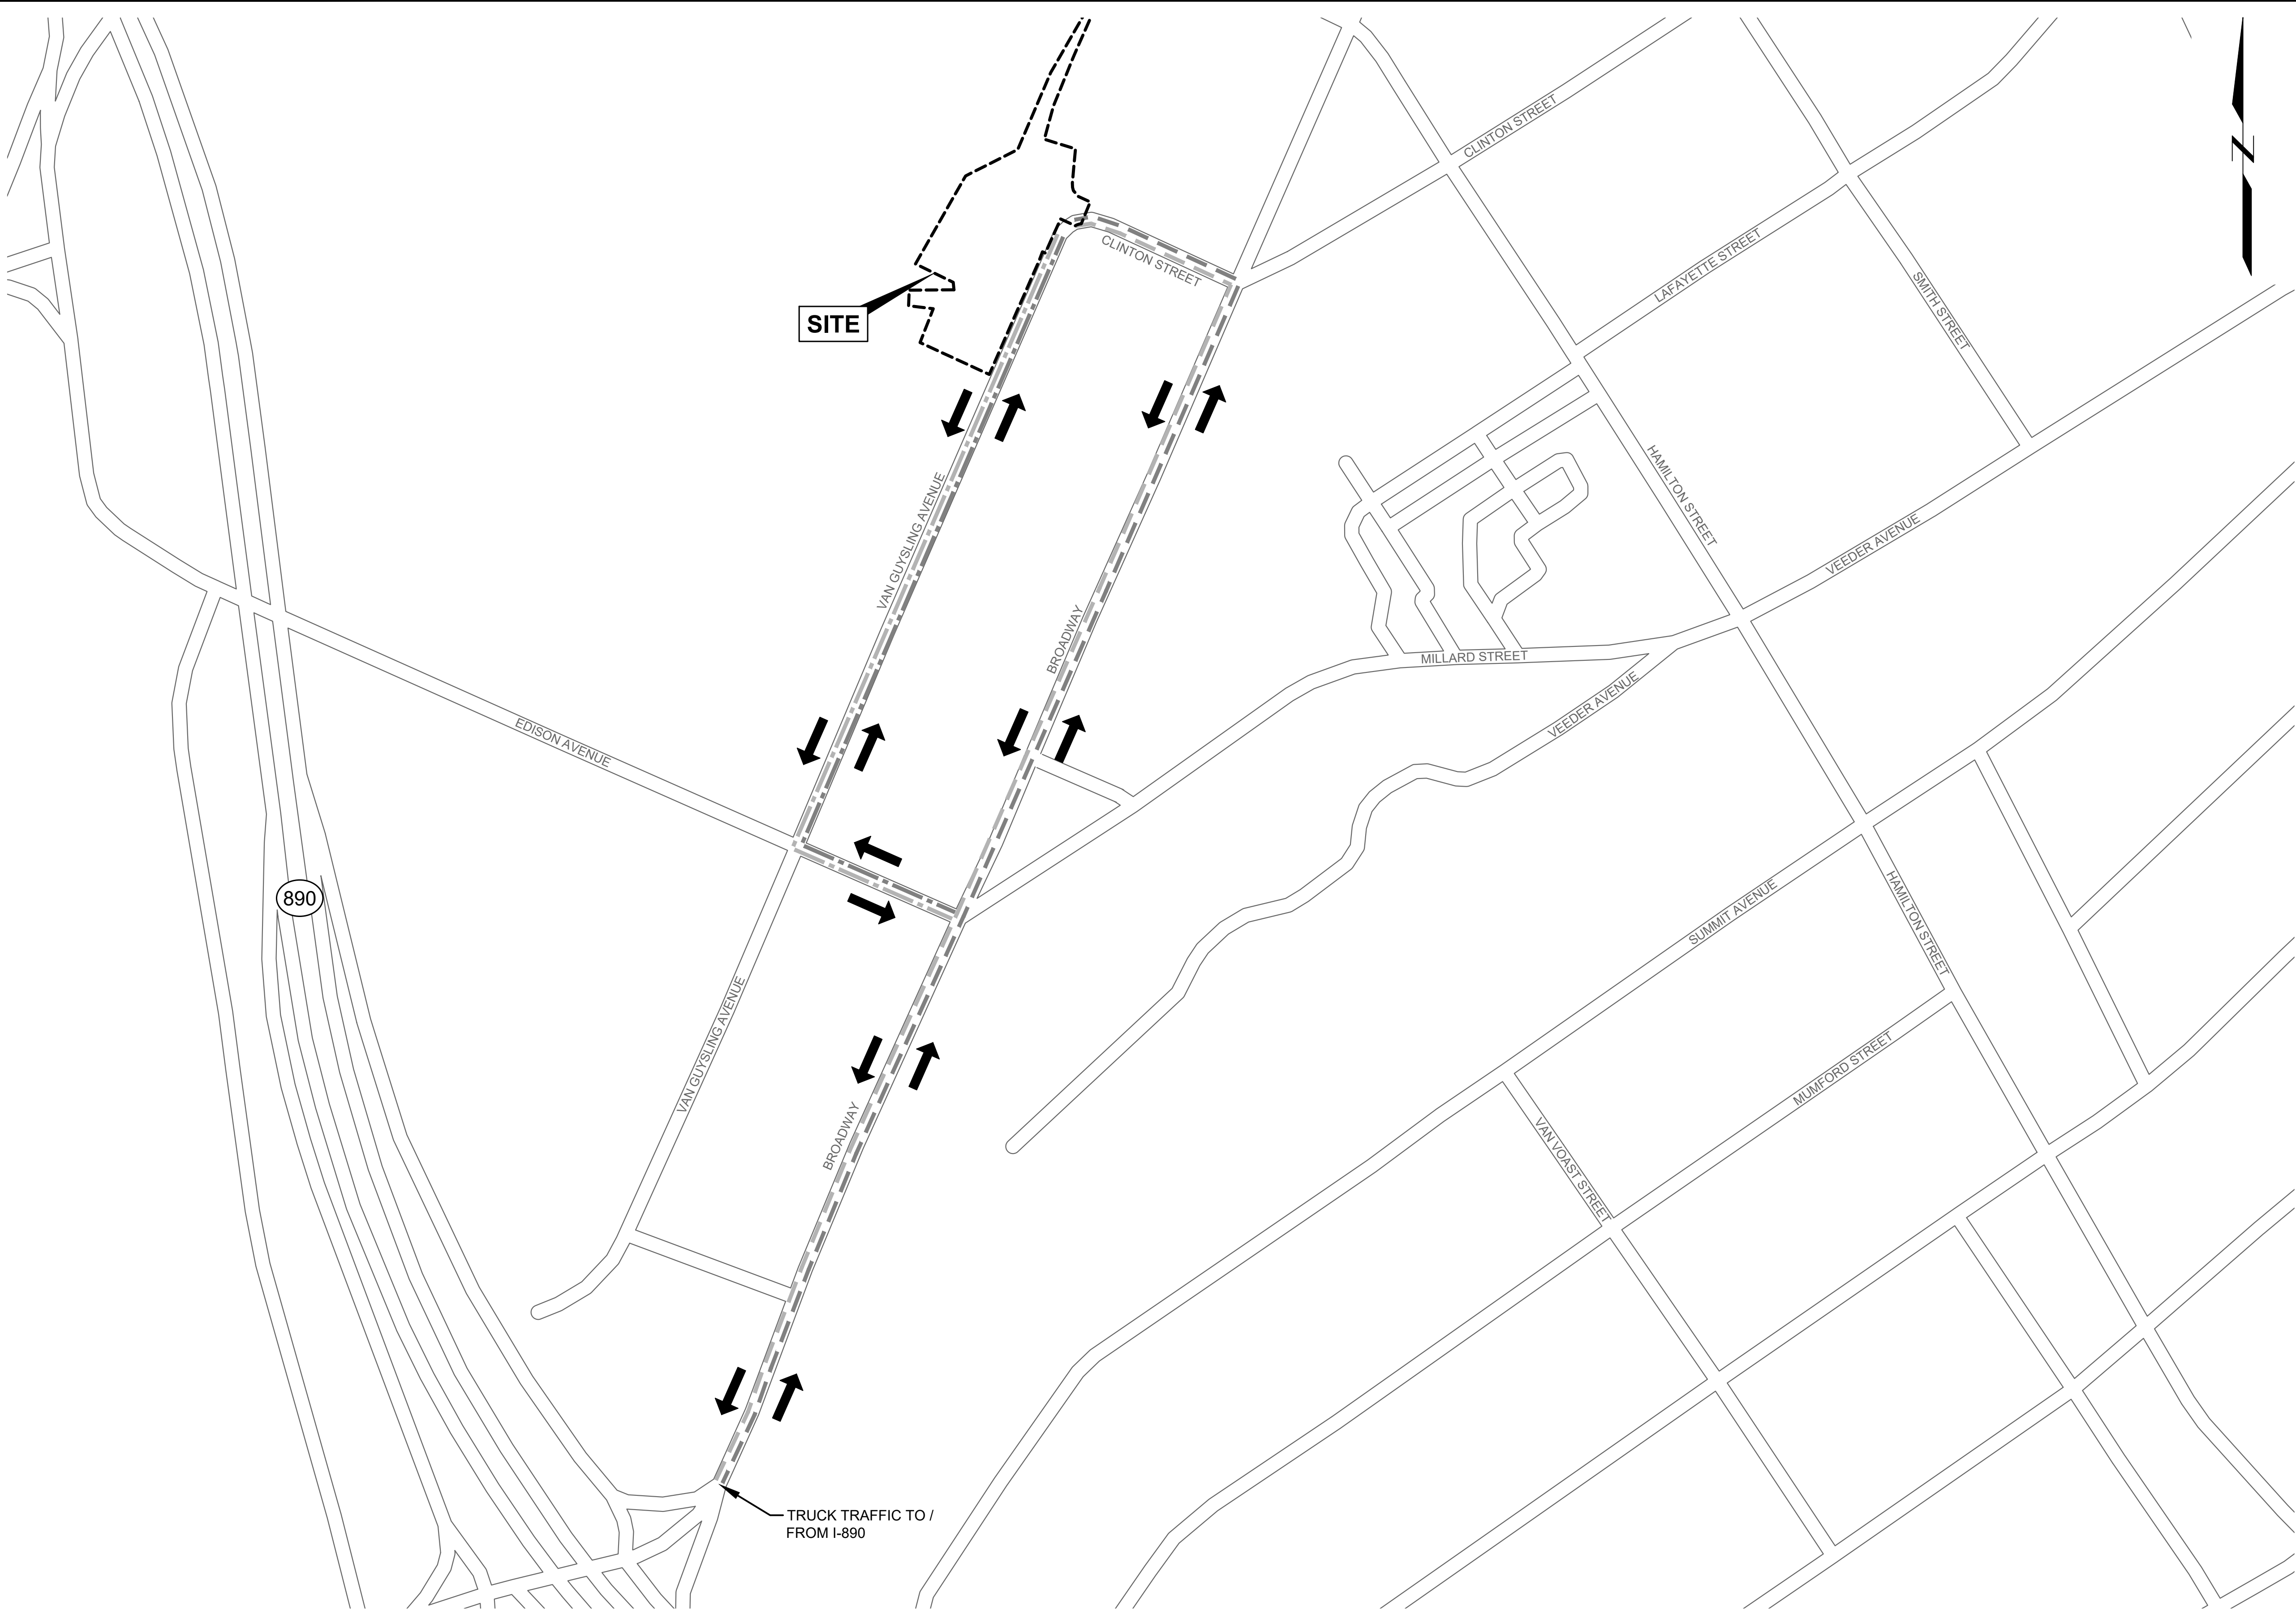 CLINTON STREET
N
LAFAYETTE STREET
CLINTON STREET
SMITH STREET
SITE
HAMILTON STREET
VAN GUYSLING AVENUE
VEEDER AVENUE
BROADWAY
MILLARD STREET
VEEDER AVENUE
EDISON AVENUE
890
SUMMIT AVENUE
HAMILTON STREET
VAN GUYSLING AVENUE
MUMFORD STREET
BROADWAY
VAN VOAST STREET
TRUCK TRAFFIC TO /
FROM I-890